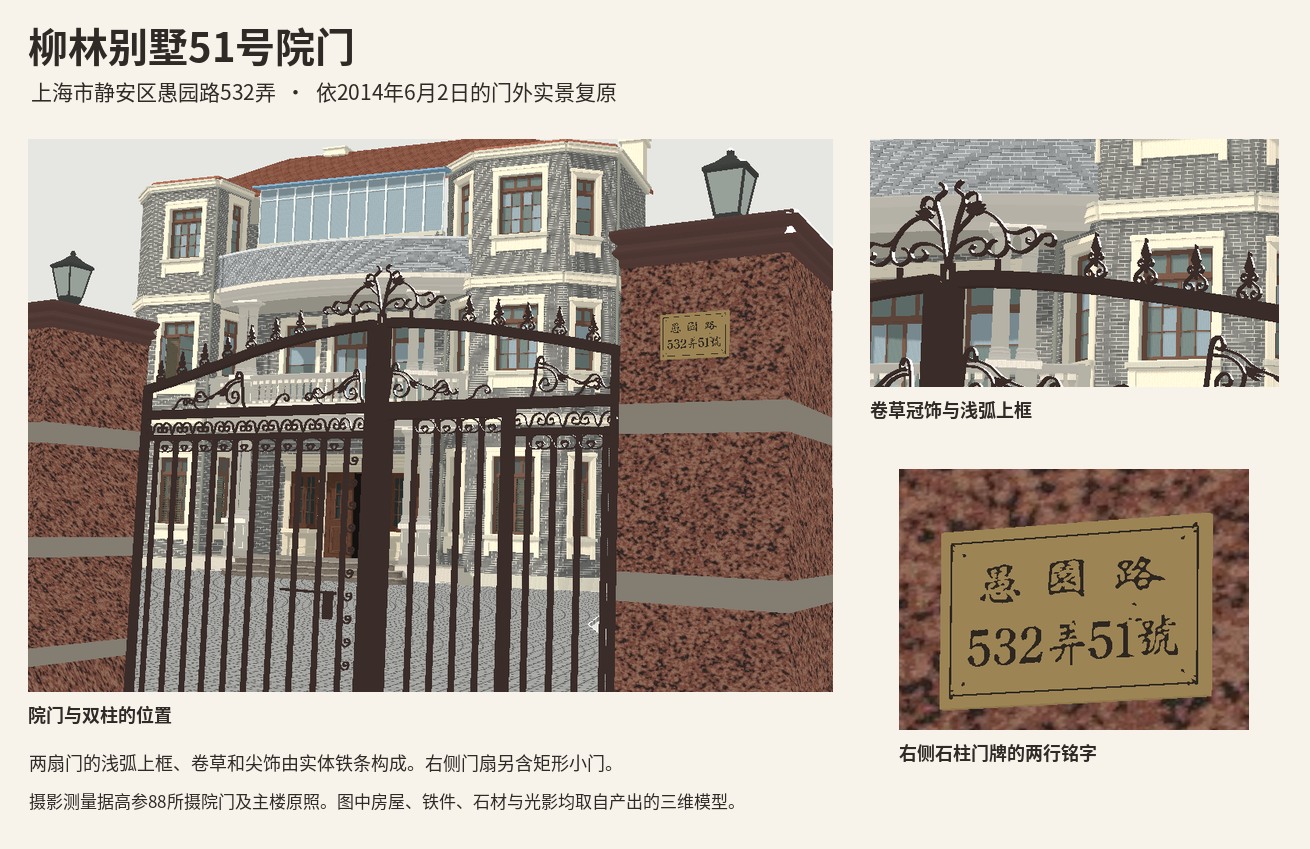 柳林别墅51号院门
上海市静安区愚园路532弄 · 依2014年6月2日的门外实景复原
愚園路
532弄51號
卷草冠饰与浅弧上框
愚園路
532弄51號
右侧石柱门牌的两行铭字
院门与双柱的位置
两扇门的浅弧上框、卷草和尖饰由实体铁条构成。右侧门扇另含矩形小门。
摄影测量据高参88所摄院门及主楼原照。图中房屋、铁件、石材与光影均取自产出的三维模型。